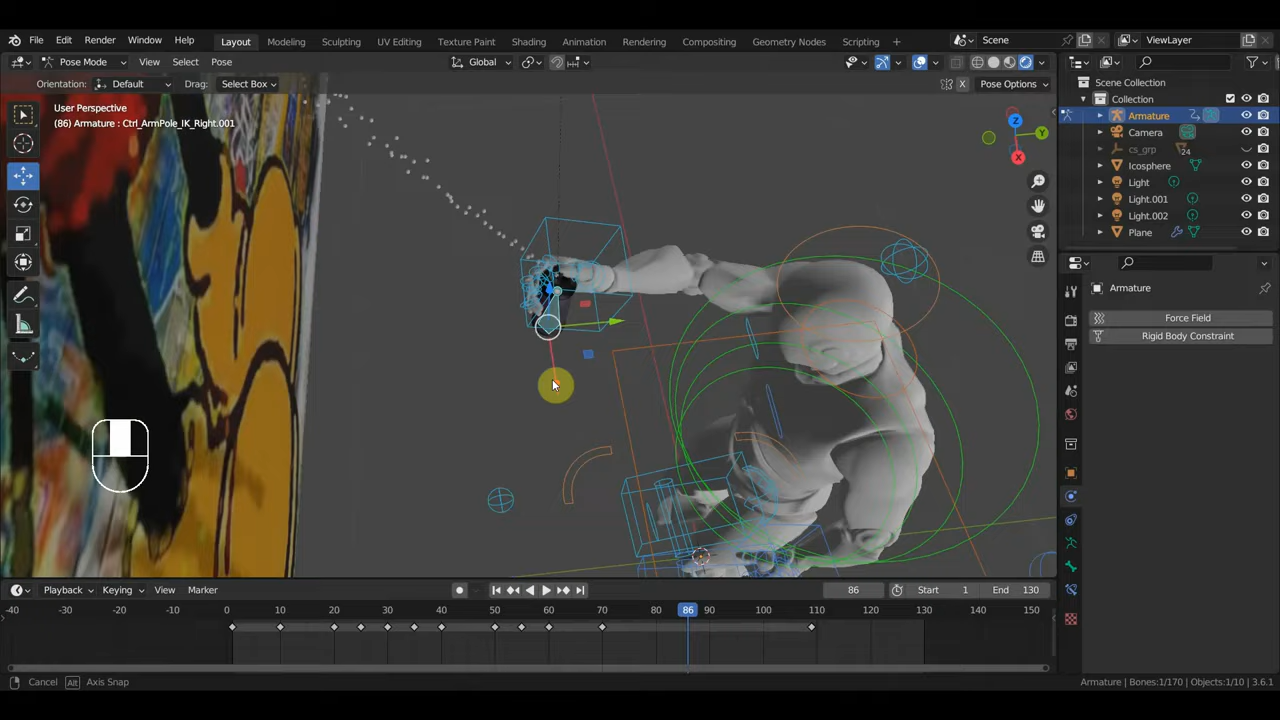 File Edit Render Window Help Layout Modeling Sculpting UV Editing Texture Paint Shading Animation Rendering Compositing Geometry Nodes Scripting + Scene ViewLayer
Pose Mode View Select Pose Global
Orientation: Default Drag: Select Box X Pose Options
Scene Collection
Collection
Armature
Camera
cs_grp 24
Icosphere
Light
Light.001
Light.002
Plane
User Perspective
(86) Armature : Ctrl_ArmPole_IK_Right.001
Z
Y
X
Armature
Force Field
Rigid Body Constraint
Playback Keying View Marker 86 Start 1 End 130
-40 -30 -20 -10 0 10 20 30 40 50 60 70 80 86 90 100 110 120 130 140 150
Cancel Alt Axis Snap Armature | Bones:1/170 | Objects:1/10 | 3.6.1